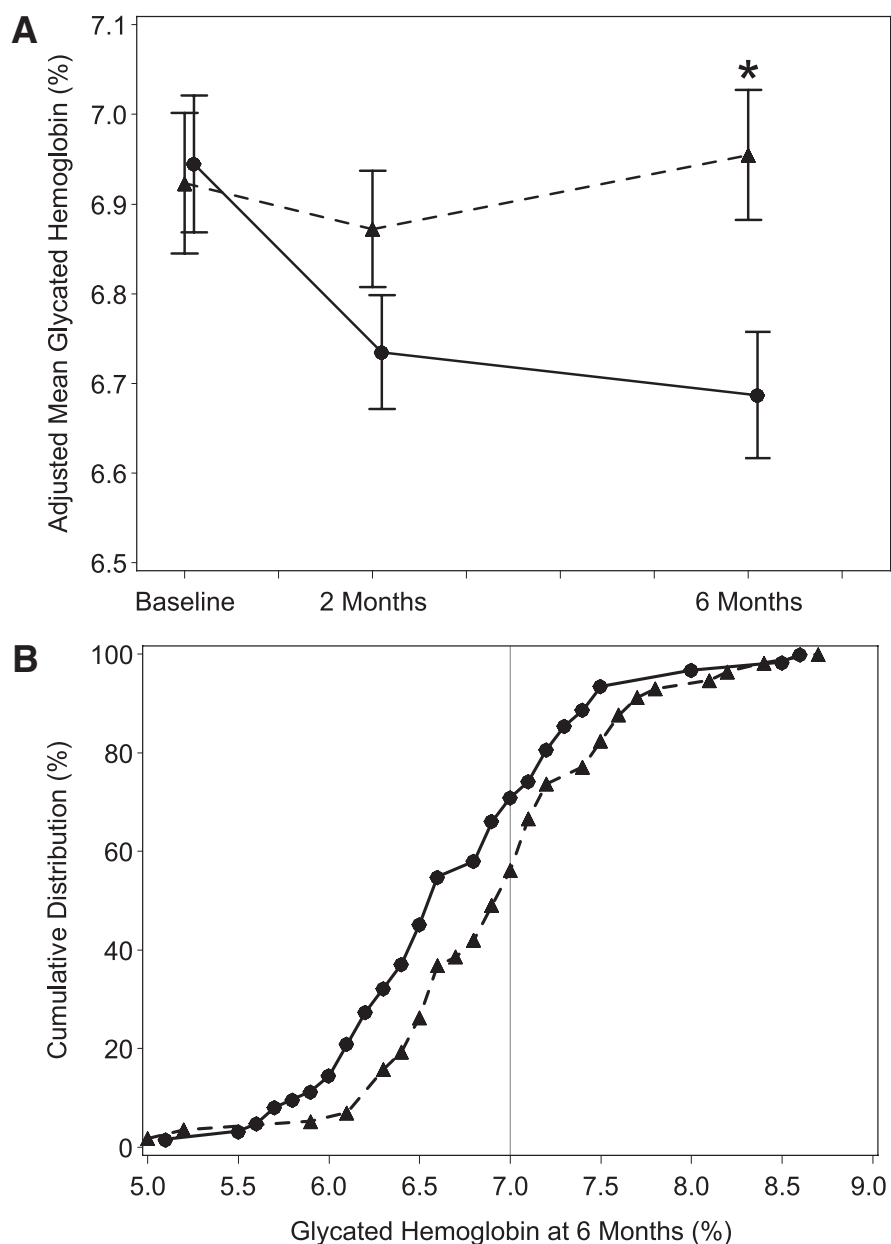 A
Adjusted Mean Glycated Hemoglobin (%)
7.1
7.0
6.9
6.8
6.7
6.6
6.5
*
Baseline 2 Months 6 Months
B
Cumulative Distribution (%)
100
80
60
40
20
0
5.0 5.5 6.0 6.5 7.0 7.5 8.0 8.5 9.0
Glycated Hemoglobin at 6 Months (%)